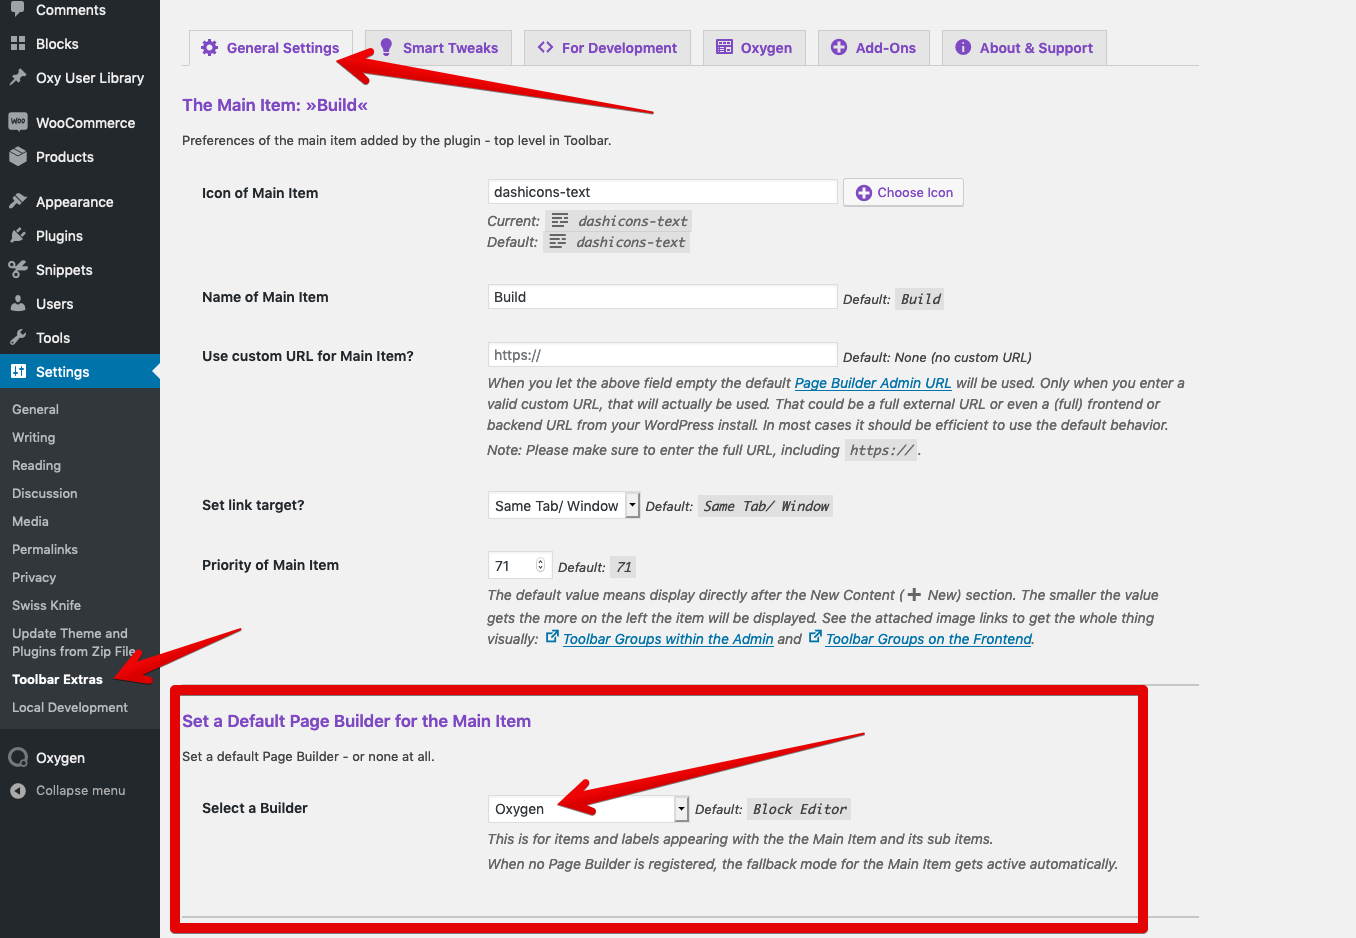 Comments
Blocks
Oxy User Library
WooCommerce
Products
Appearance
Plugins
Snippets
Users
Tools
Settings
General
Writing
Reading
Discussion
Media
Permalinks
Privacy
Swiss Knife
Update Theme and
Plugins from Zip File
Toolbar Extras
Local Development
Oxygen
Collapse menu
General Settings
Smart Tweaks
For Development
Oxygen
Add-Ons
About & Support
The Main Item: »Build«
Preferences of the main item added by the plugin - top level in Toolbar.
Icon of Main Item
dashicons-text
Choose Icon
Current: dashicons-text
Default: dashicons-text
Name of Main Item
Build
Default: Build
Use custom URL for Main Item?
https://
Default: None (no custom URL)
When you let the above field empty the default Page Builder Admin URL will be used. Only when you enter a
valid custom URL, that will actually be used. That could be a full external URL or even a (full) frontend or
backend URL from your WordPress install. In most cases it should be efficient to use the default behavior.
Note: Please make sure to enter the full URL, including https:// .
Set link target?
Same Tab/ Window
Default: Same Tab/ Window
Priority of Main Item
71
Default: 71
The default value means display directly after the New Content ( + New) section. The smaller the value
gets the more on the left the item will be displayed. See the attached image links to get the whole thing
visually: Toolbar Groups within the Admin and Toolbar Groups on the Frontend.
Set a Default Page Builder for the Main Item
Set a default Page Builder - or none at all.
Select a Builder
Oxygen
Default: Block Editor
This is for items and labels appearing with the the Main Item and its sub items.
When no Page Builder is registered, the fallback mode for the Main Item gets active automatically.